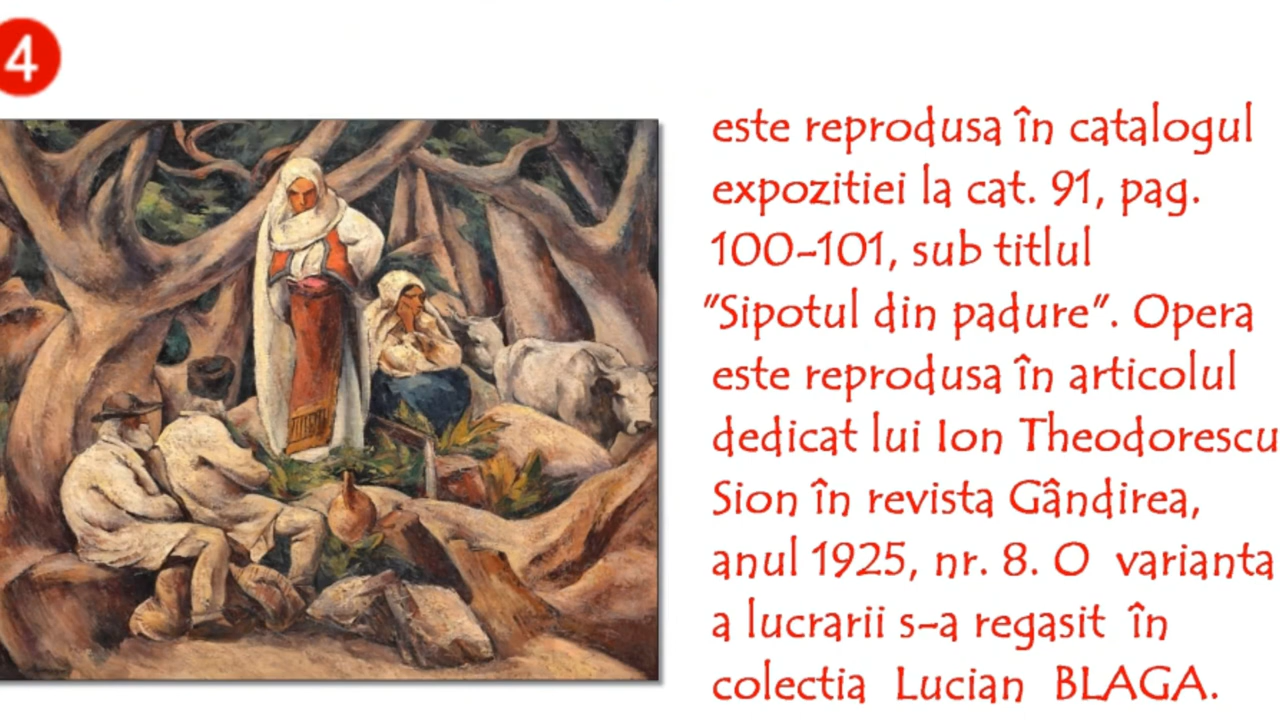 4
este reprodusa în catalogul
expozitiei la cat. 91, pag.
100-101, sub titlul
"Sipotul din padure". Opera
este reprodusa în articolul
dedicat lui Ion Theodorescu
Sion în revista Gândirea,
anul 1925, nr. 8. O varianta
a lucrarii s-a regasit în
colectia Lucian BLAGA.